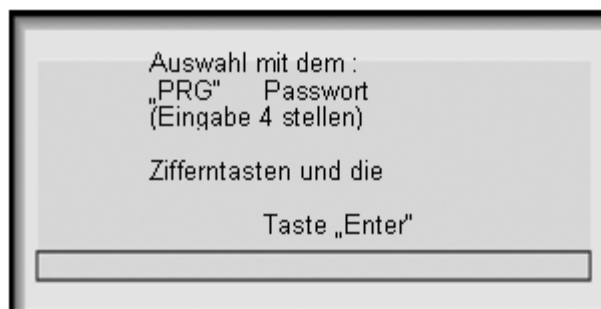 Auswahl mit dem :
„PRG" Passwort
(Eingabe 4 stellen)
Zifferntasten und die
Taste „Enter"